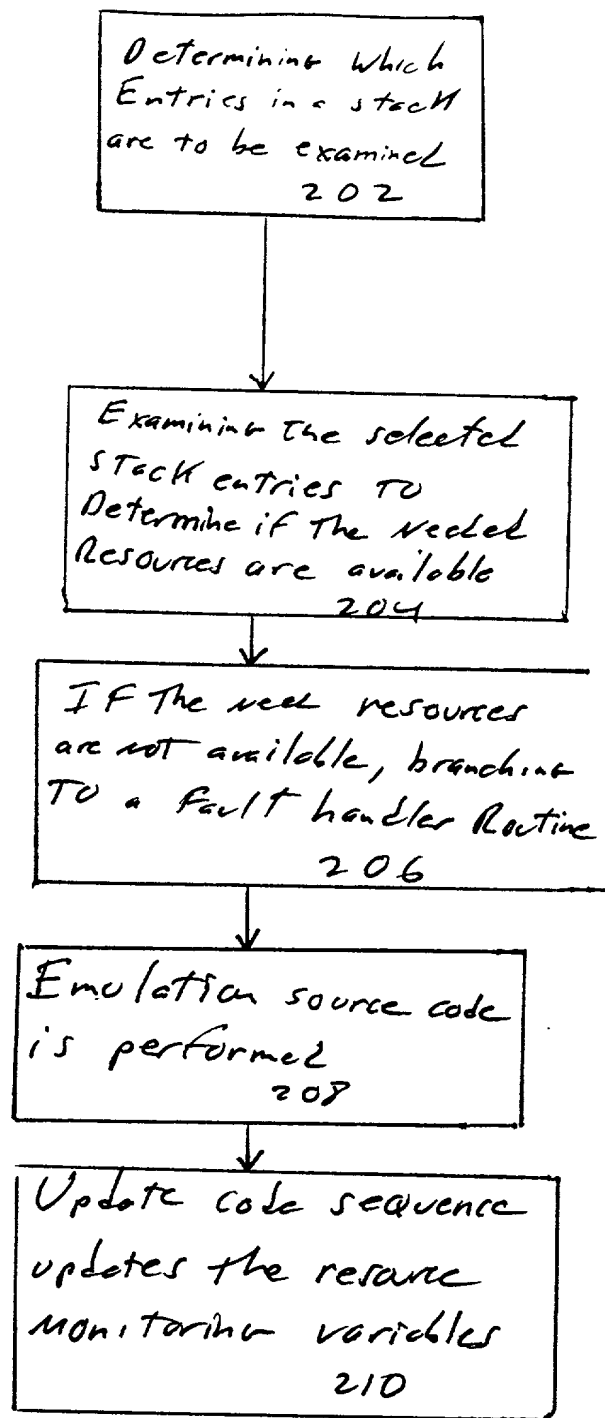 Determining which
Entries in a stack
are to be examined
202
Examining the selected
stack entries to
Determine if the Needed
Resources are available
204
If the need resources
are not available, branching
to a fault handler Routine
206
Emulation source code
is performed
208
Update code sequence
updates the resource
monitoring variables
210